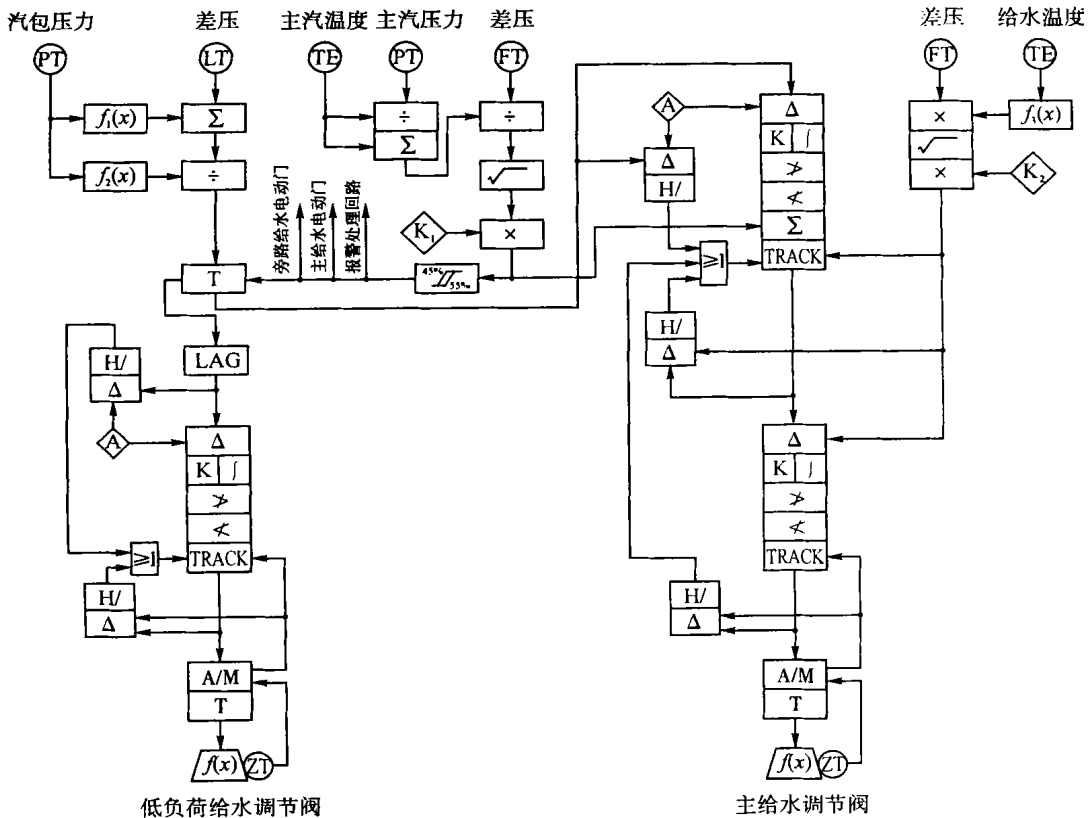 汽包压力 差压 主汽温度 主汽压力 差压 差压 给水温度
PT LT TE PT FT FT TE
f₁(x) Σ ÷ Σ ÷ A Δ K ∫ × f₃(x)
f₂(x) ÷ √ Δ H/ ≯ √
旁路给水电动门
主给水电动门
报警处理回路
K₁ × ≮ × K₂
Σ
T 45% 55% ≥1 TRACK
H/ LAG H/
Δ Δ
A Δ Δ
K ∫ K ∫
≯ ≯
≮ ≮
≥1 TRACK TRACK
H/ H/
Δ Δ
A/M A/M
T T
f(x) ZT f(x) ZT
低负荷给水调节阀 主给水调节阀